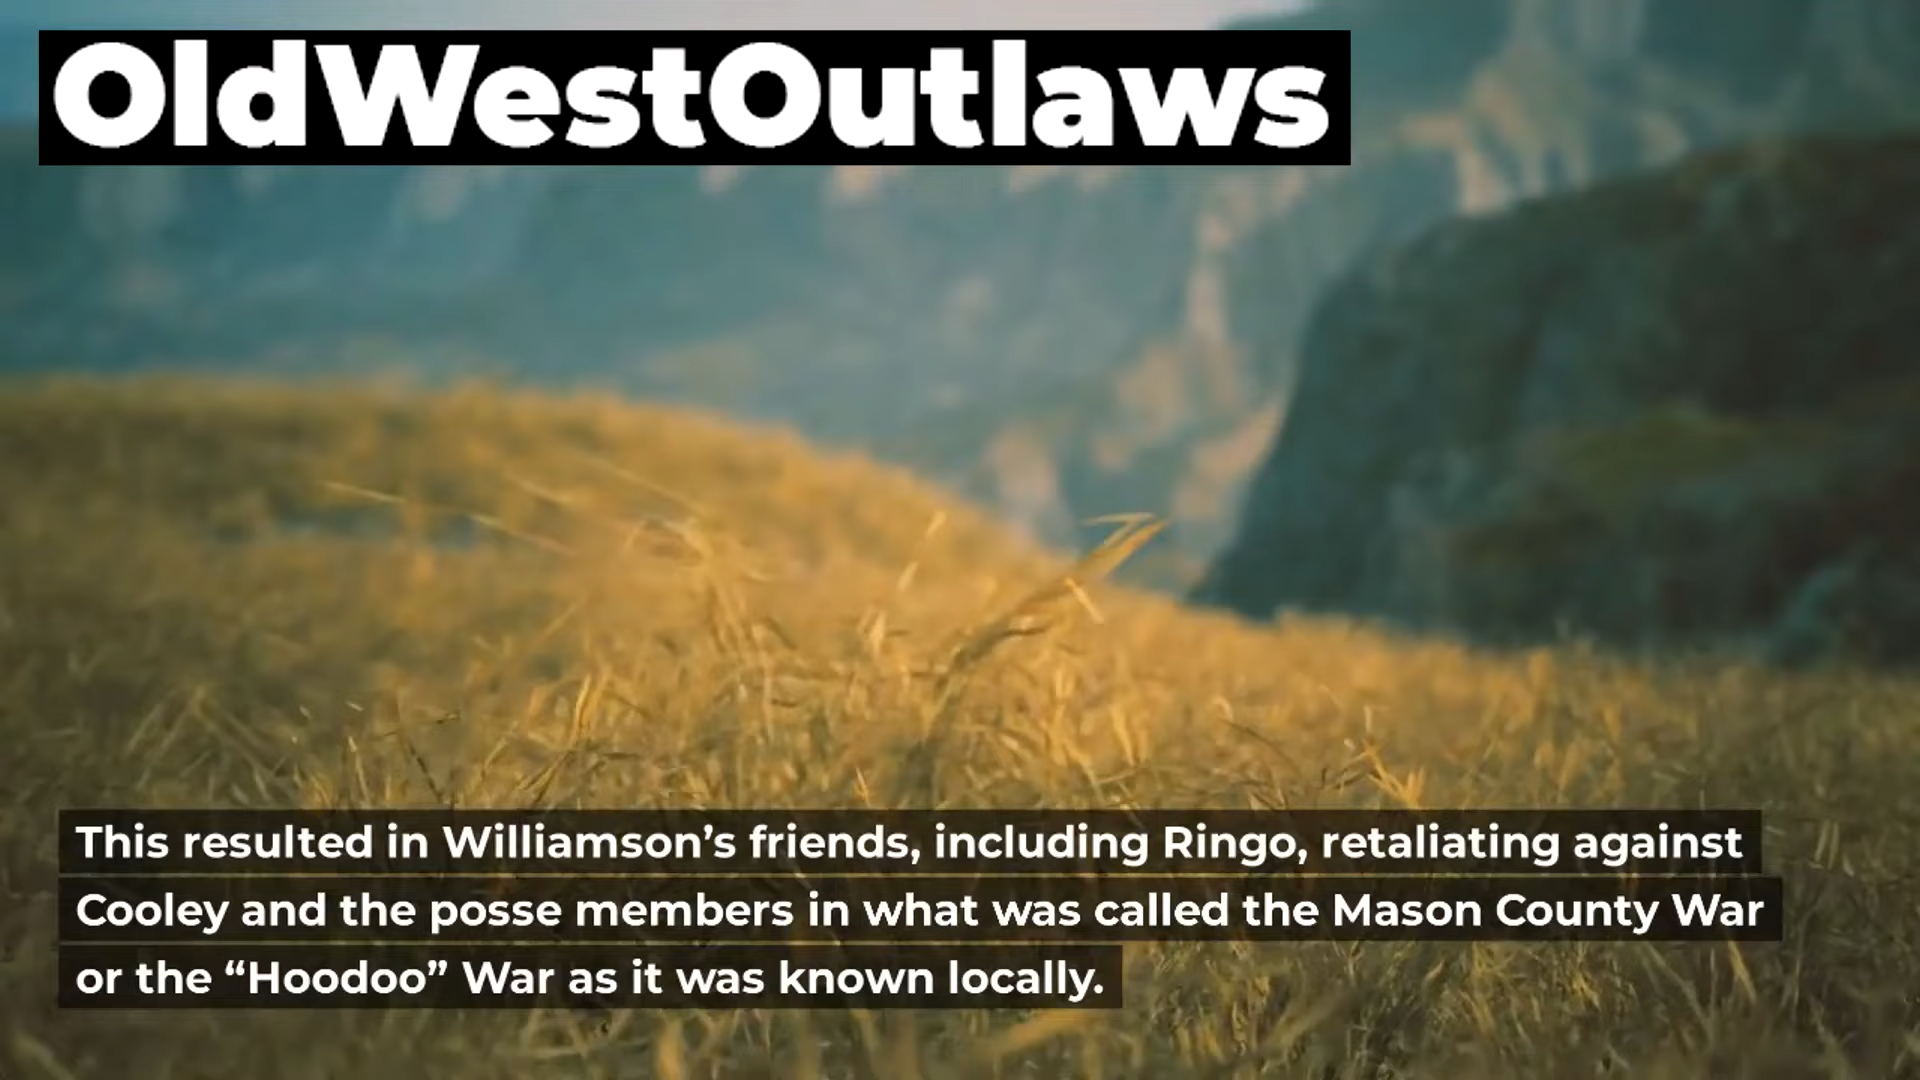 OldWestOutlaws
This resulted in Williamson’s friends, including Ringo, retaliating against
Cooley and the posse members in what was called the Mason County War
or the “Hoodoo” War as it was known locally.